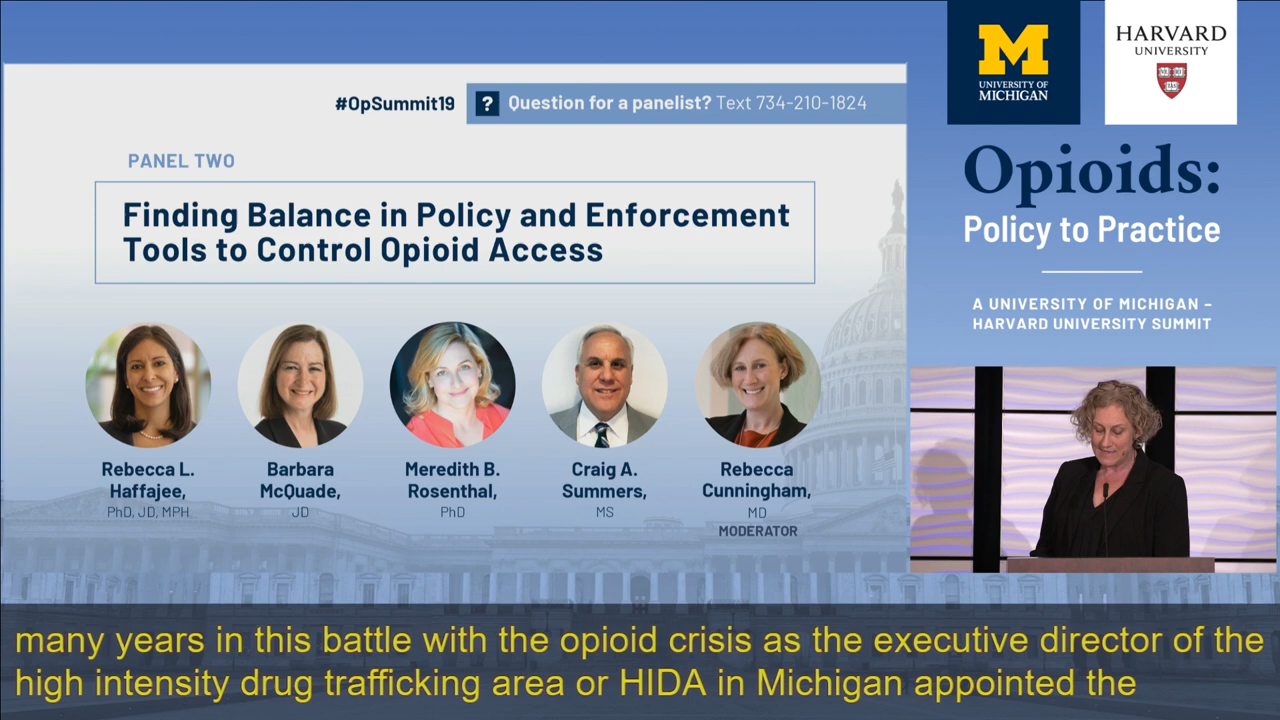 #OpSummit19
? Question for a panelist? Text 734-210-1824
PANEL TWO
Finding Balance in Policy and Enforcement
Tools to Control Opioid Access
Rebecca L.
Haffajee,
PhD, JD, MPH
Barbara
McQuade,
JD
Meredith B.
Rosenthal,
PhD
Craig A.
Summers,
MS
Rebecca
Cunningham,
MD
MODERATOR
M
UNIVERSITY OF
MICHIGAN
HARVARD
UNIVERSITY
Opioids:
Policy to Practice
A UNIVERSITY OF MICHIGAN –
HARVARD UNIVERSITY SUMMIT
many years in this battle with the opioid crisis as the executive director of the
high intensity drug trafficking area or HIDA in Michigan appointed the